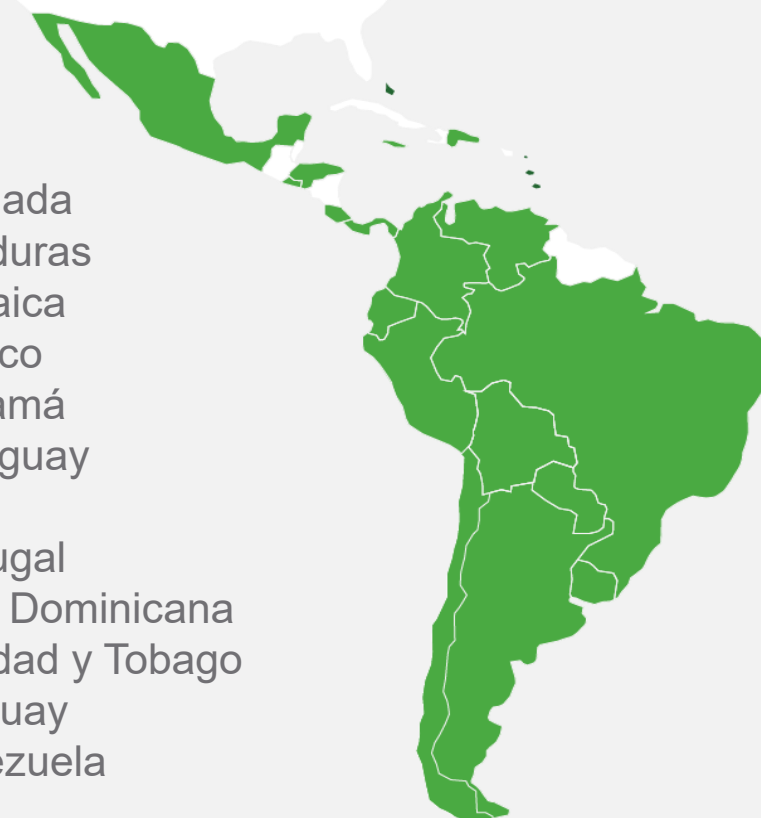 ada
duras
aica
co
amá
guay
ugal
Dominicana
dad y Tobago
uay
ezuela